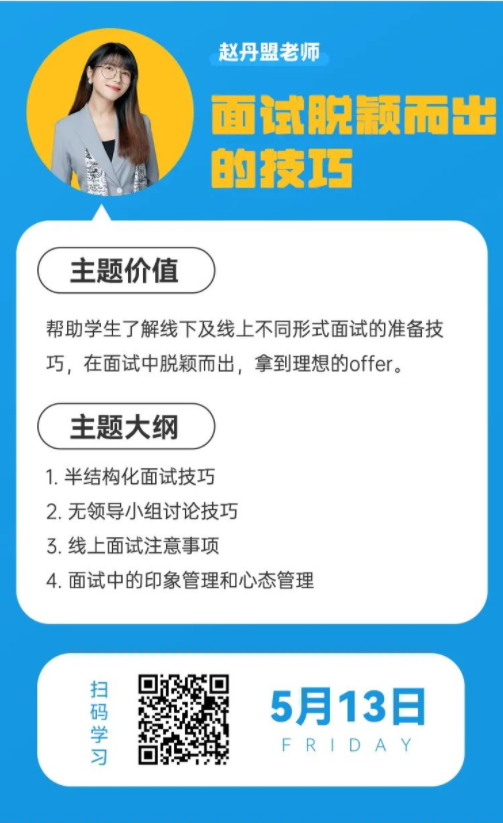 赵丹盟老师
面试脱颖而出
的技巧
主题价值
帮助学生了解线下及线上不同形式面试的准备技
巧，在面试中脱颖而出，拿到理想的offer。
主题大纲
1. 半结构化面试技巧
2. 无领导小组讨论技巧
3. 线上面试注意事项
4. 面试中的印象管理和心态管理
扫码学习
5月13日
FRIDAY